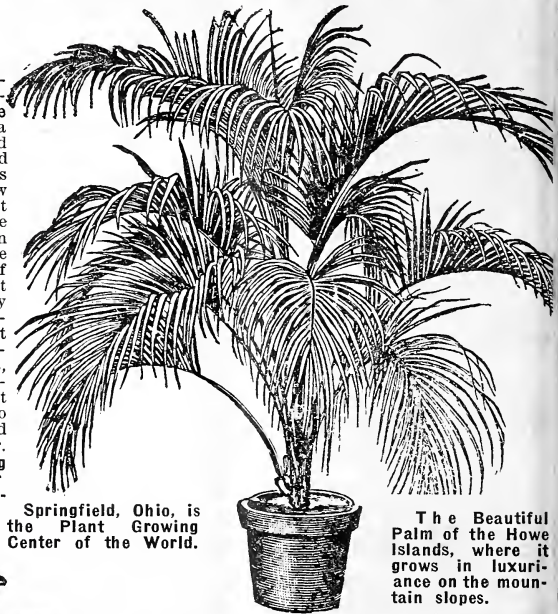 Springfield, Ohio, is
the Plant Growing
Center of the World.
The Beautiful
Palm of the Howe
Islands, where it
grows in luxuri-
ance on the moun-
tain slopes.